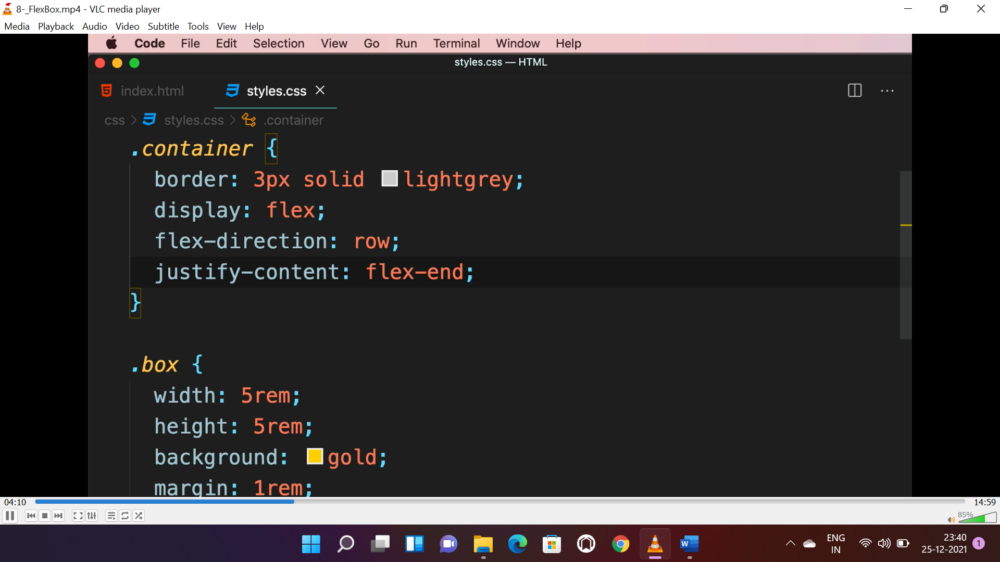 8-_FlexBox.mp4 - VLC media player
Media Playback Audio Video Subtitle Tools View Help
Code File Edit Selection View Go Run Terminal Window Help
styles.css — HTML
index.html styles.css
css > styles.css > .container
.container {
border: 3px solid lightgrey;
display: flex;
flex-direction: row;
justify-content: flex-end;
}
.box {
width: 5rem;
height: 5rem;
background: gold;
margin: 1rem;
04:10 14:59
85%
ENG
IN
23:40
25-12-2021
1